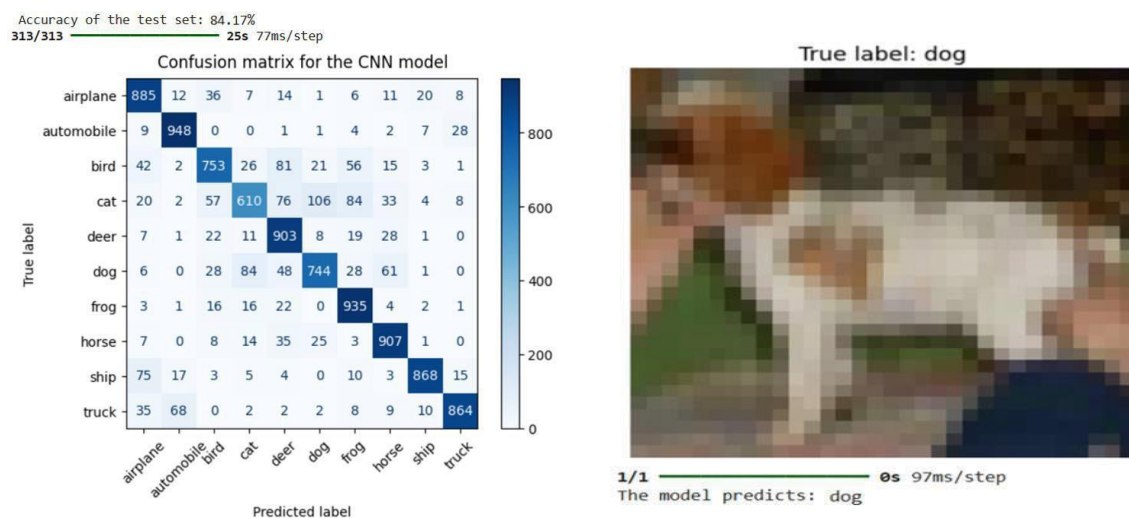 Accuracy of the test set: 84.17%
313/313 25s 77ms/step
Confusion matrix for the CNN model
True label
airplane 885 12 36 7 14 1 6 11 20 8
automobile 9 948 0 0 1 1 4 2 7 28
bird 42 2 753 26 81 21 56 15 3 1
cat 20 2 57 610 76 106 84 33 4 8
deer 7 1 22 11 903 8 19 28 1 0
dog 6 0 28 84 48 744 28 61 1 0
frog 3 1 16 16 22 0 935 4 2 1
horse 7 0 8 14 35 25 3 907 1 0
ship 75 17 3 5 4 0 10 3 868 15
truck 35 68 0 2 2 2 8 9 10 864
airplane automobile bird cat deer dog frog horse ship truck
Predicted label
800
600
400
200
0
True label: dog
1/1 0s 97ms/step
The model predicts: dog